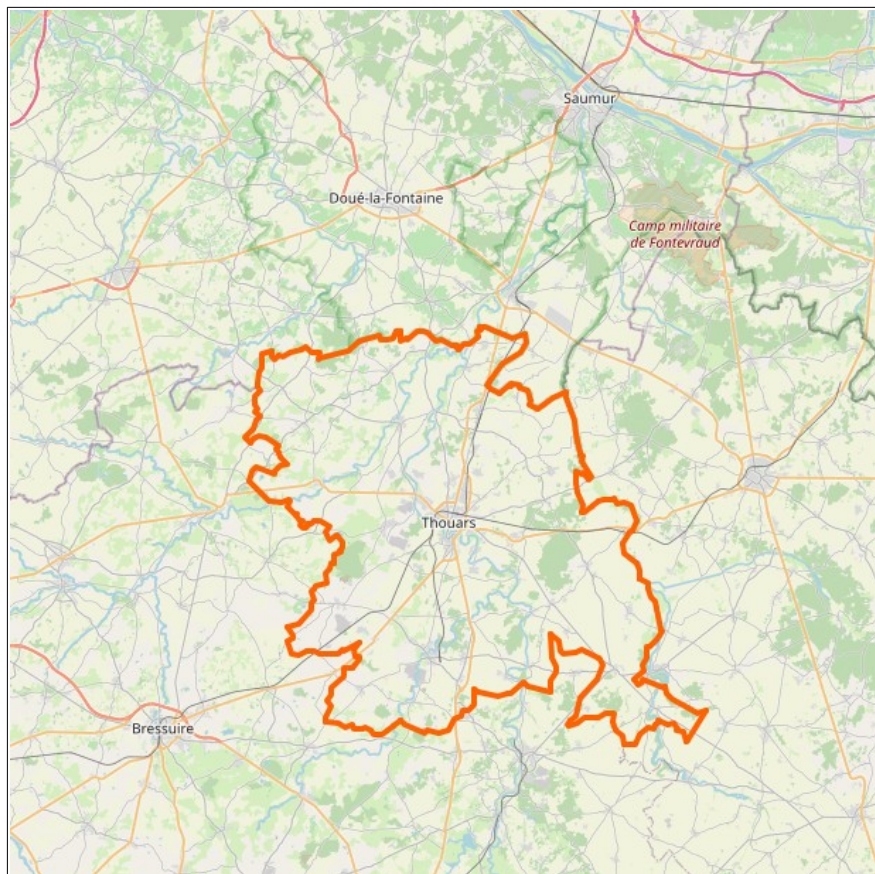 Saumur
Doué-la-Fontaine
Camp militaire
de Fontevraud
Thouars
Bressuire